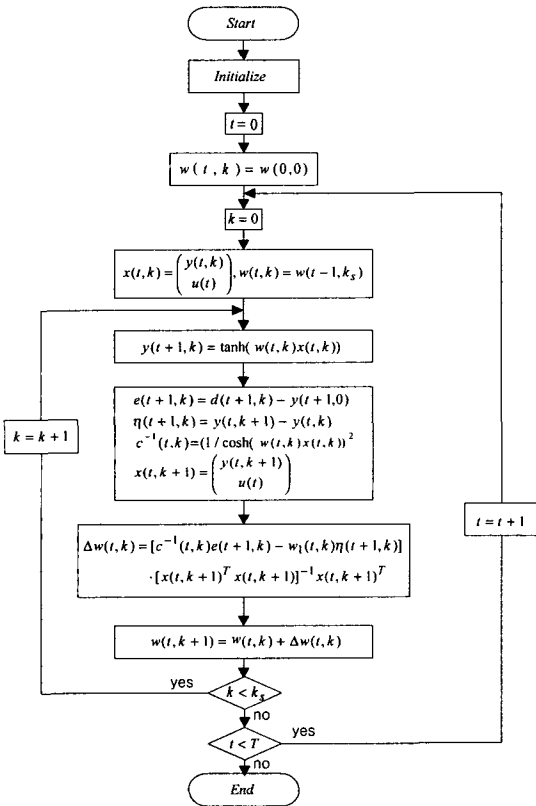 Start
Initialize
t = 0
w ( t , k ) = w (0,0)
k = 0
x(t,k) = ( y(t,k) u(t) ), w(t,k) = w(t−1,k_s)
y(t+1,k) = tanh( w(t,k)x(t,k))
e(t+1,k) = d(t+1,k) − y(t+1,0)
η(t+1,k) = y(t,k+1) − y(t,k)
c^{-1}(t,k)=(1/cosh( w(t,k)x(t,k))^2
x(t,k+1) = ( y(t,k+1) u(t) )
k = k + 1
t = t + 1
Δw(t,k) = [c^{-1}(t,k)e(t+1,k) − w_1(t,k)η(t+1,k)]
·[x(t,k+1)^T x(t,k+1)]^{-1} x(t,k+1)^T
w(t,k+1) = w(t,k) + Δw(t,k)
yes
k < k_s
no
t < T
yes
no
End